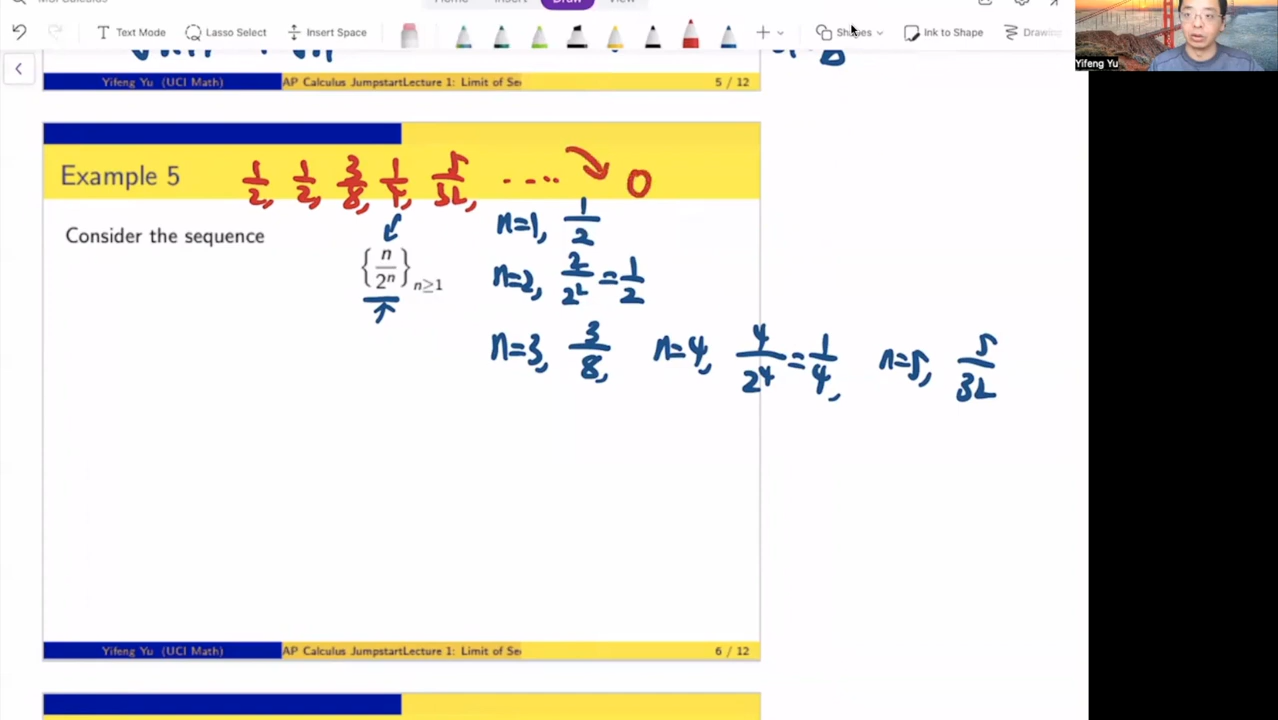 Text Mode Lasso Select Insert Space Shapes Ink to Shape Drawing
Yifeng Yu
Yifeng Yu (UCI Math) AP Calculus JumpstartLecture 1: Limit of Se 5 / 12
Example 5 1/2, 1/2, 3/8, 1/4, 5/32, .... 0
n=1, 1/2
Consider the sequence
{n/2^n}_{n≥1}
n=2, 2/2^2 = 1/2
n=3, 3/8, n=4, 4/2^4 = 1/4, n=5, 5/32
Yifeng Yu (UCI Math) AP Calculus JumpstartLecture 1: Limit of Se 6 / 12